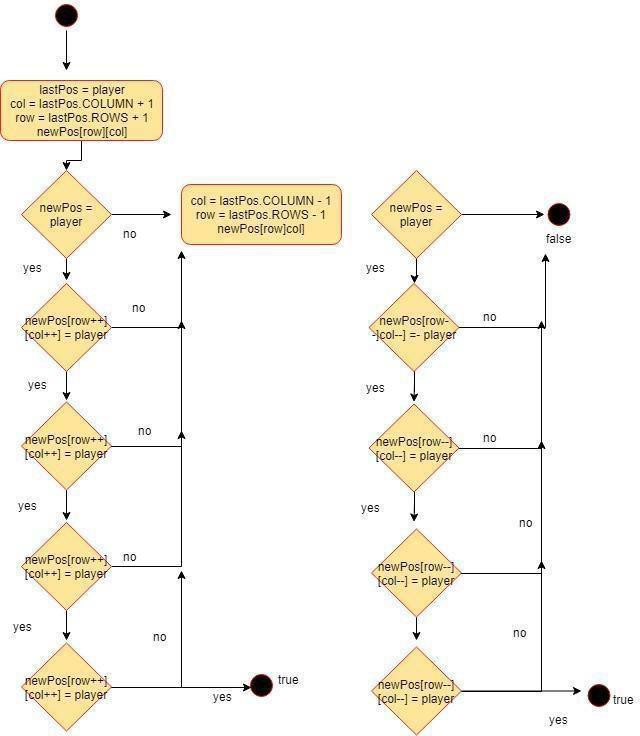 lastPos = player
col = lastPos.COLUMN + 1
row = lastPos.ROWS + 1
newPos[row][col]
newPos =
player
no
yes
col = lastPos.COLUMN - 1
row = lastPos.ROWS - 1
newPos[row]col]
newPos[row++]
[col++] = player
no
yes
newPos[row++]
[col++] = player
no
yes
newPos[row++]
[col++] = player
no
yes
newPos[row++]
[col++] = player
no
yes
true
newPos =
player
false
yes
newPos[row-
-]col--] =- player
no
yes
newPos[row--]
[col--] = player
no
yes
newPos[row--]
[col--] = player
no
newPos[row--]
[col--] = player
no
yes
true